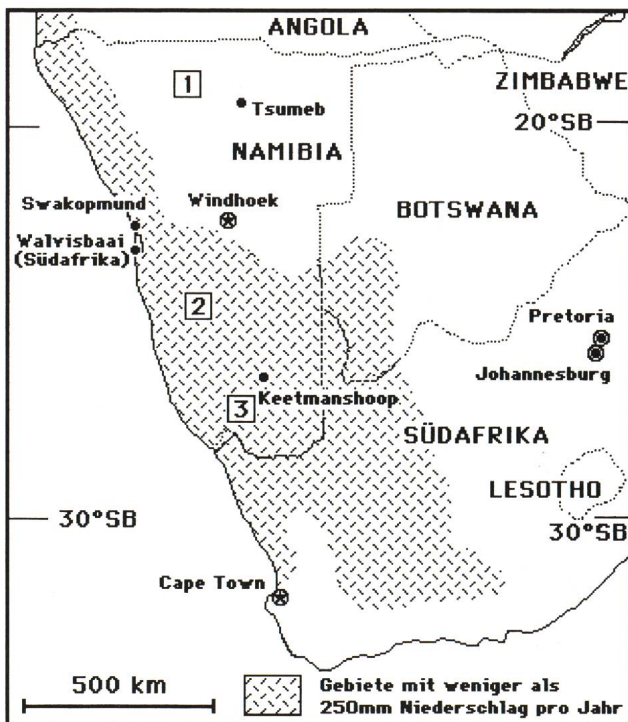 ANGOLA
ZIMBABWE
1
Tsumeb
20°SB
NAMIBIA
Swakopmund
Windhoek
BOTSWANA
Walvisbaai
(Südafrika)
2
Pretoria
Johannesburg
Keetmanshoop
3
SÜDAFRIKA
LESOTHO
30°SB
30°SB
Cape Town
500 km
Gebiete mit weniger als
250mm Niederschlag pro Jahr